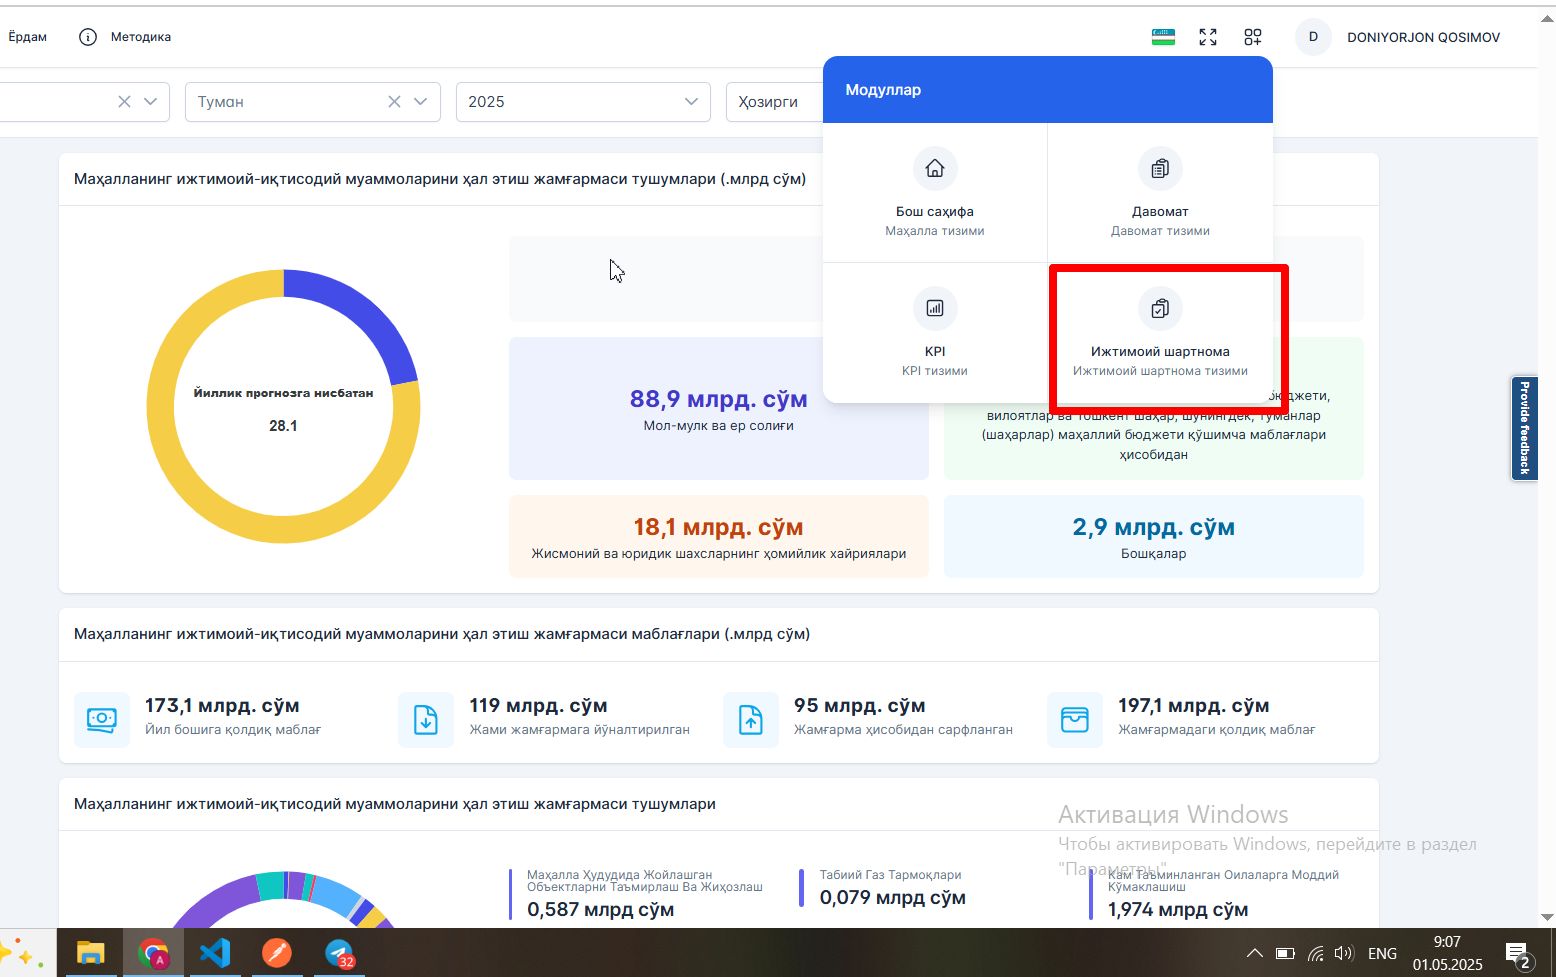 Ёрдам
Методика
D
DONIYORJON QOSIMOV
Туман
2025
Ҳозирги
Модуллар
Бош саҳифа
Маҳалла тизими
Давомат
Давомат тизими
KPI
KPI тизими
Ижтимоий шартнома
Ижтимоий шартнома тизими
Маҳалланинг ижтимоий-иқтисодий муаммоларини ҳал этиш жамғармаси тушумлари (.млрд сўм)
Йиллик прогнозга нисбатан
28.1
88,9 млрд. сўм
Мол-мулк ва ер солиғи
бюджети,
вилоятлар ва Тошкент шаҳар, шунингдек, туманлар
(шаҳарлар) маҳаллий бюджети қўшимча маблағлари
ҳисобидан
18,1 млрд. сўм
Жисмоний ва юридик шахсларнинг ҳомийлик хайриялари
2,9 млрд. сўм
Бошқалар
Provide feedback
Маҳалланинг ижтимоий-иқтисодий муаммоларини ҳал этиш жамғармаси маблағлари (.млрд сўм)
173,1 млрд. сўм
Йил бошига қолдиқ маблағ
119 млрд. сўм
Жами жамғармага йўналтирилган
95 млрд. сўм
Жамғарма ҳисобидан сарфланган
197,1 млрд. сўм
Жамғармадаги қолдиқ маблағ
Маҳалланинг ижтимоий-иқтисодий муаммоларини ҳал этиш жамғармаси тушумлари
Маҳалла Ҳудудида Жойлашган
Объектларни Таъмирлаш Ва Жиҳозлаш
0,587 млрд сўм
Табиий Газ Тармоқлари
0,079 млрд сўм
Кам Таъминланган Оилаларга Моддий
Кўмаклашиш
1,974 млрд сўм
Активация Windows
Чтобы активировать Windows, перейдите в раздел
"Параметры"
A
32
ENG
9:07
01.05.2025
2